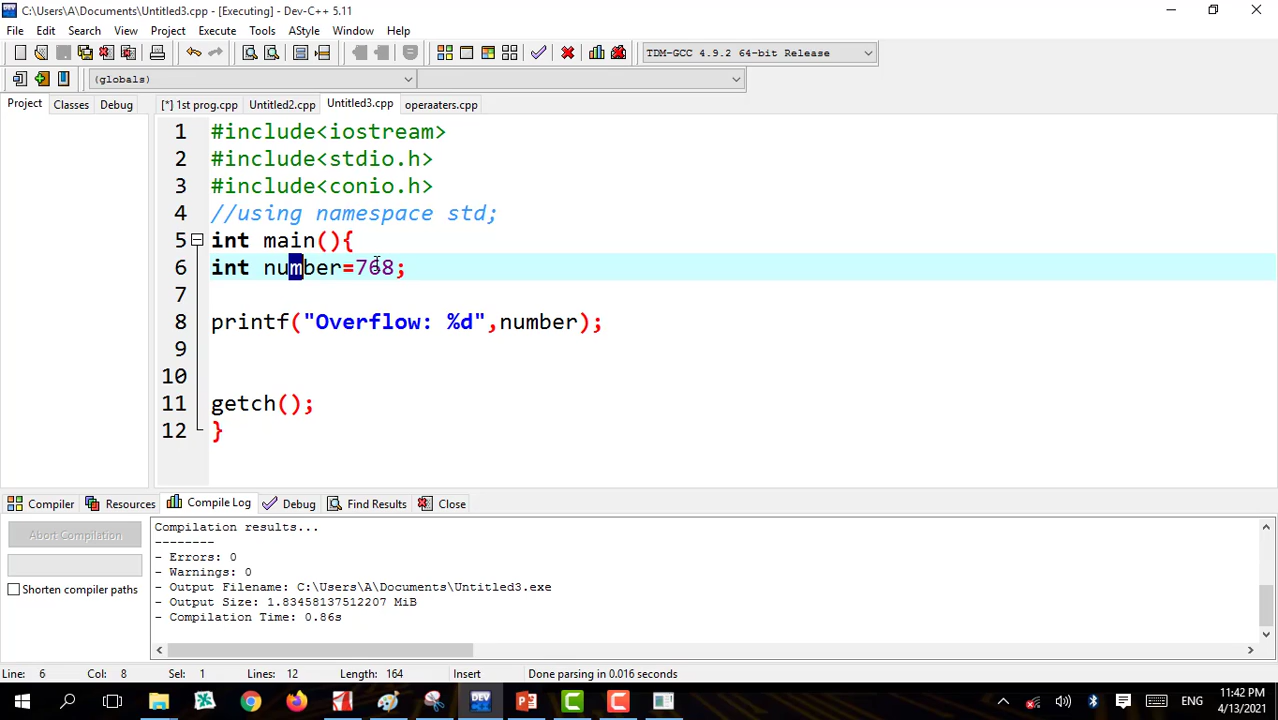 C:\Users\A\Documents\Untitled3.cpp - [Executing] - Dev-C++ 5.11
File Edit Search View Project Execute Tools AStyle Window Help
TDM-GCC 4.9.2 64-bit Release
(globals)
Project Classes Debug [*] 1st prog.cpp Untitled2.cpp Untitled3.cpp operaaters.cpp
1 #include<iostream>
2 #include<stdio.h>
3 #include<conio.h>
4 //using namespace std;
5 int main(){
6 int number=768;
7
8 printf("Overflow: %d",number);
9
10
11 getch();
12 }
Compiler Resources Compile Log Debug Find Results Close
Abort Compilation
Shorten compiler paths
Compilation results...
--------
- Errors: 0
- Warnings: 0
- Output Filename: C:\Users\A\Documents\Untitled3.exe
- Output Size: 1.83458137512207 MiB
- Compilation Time: 0.86s
Line: 6 Col: 8 Sel: 1 Lines: 12 Length: 164 Insert Done parsing in 0.016 seconds
ENG 11:42 PM
4/13/2021